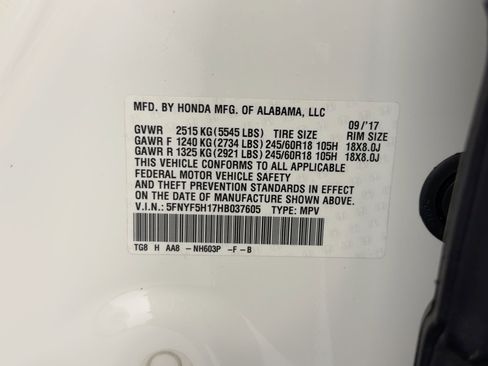 MFD. BY HONDA MFG. OF ALABAMA, LLC
09/'17
GVWR 2515 KG (5545 LBS) TIRE SIZE RIM SIZE
GAWR F 1240 KG (2734 LBS) 245/60R18 105H 18X8.0J
GAWR R 1325 KG (2921 LBS) 245/60R18 105H 18X8.0J
THIS VEHICLE CONFORMS TO ALL APPLICABLE
FEDERAL MOTOR VEHICLE SAFETY
AND THEFT PREVENTION STANDARDS IN EFFECT
ON THE DATE OF MANUFACTURE SHOWN ABOVE.
V.I.N.: 5FNYF5H17HB037605 TYPE: MPV
TG8 H AA8 -NH603P -F -B